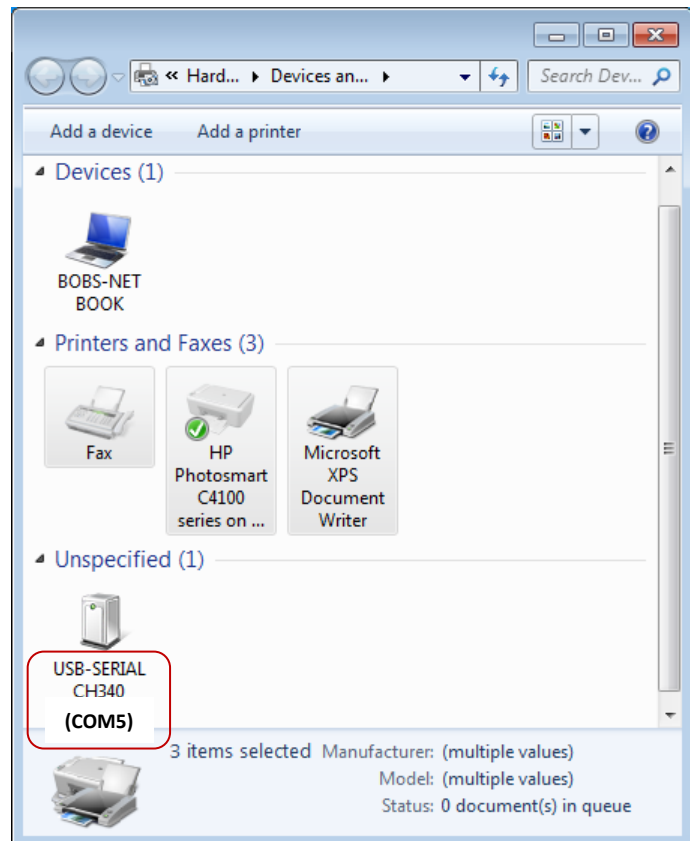 « Hard... ▸ Devices an... ▸
Search Dev...
Add a device Add a printer
Devices (1)
BOBS-NET
BOOK
Printers and Faxes (3)
Fax
HP
Photosmart
C4100
series on ...
Microsoft
XPS
Document
Writer
Unspecified (1)
USB-SERIAL
CH340
(COM5)
3 items selected Manufacturer: (multiple values)
Model: (multiple values)
Status: 0 document(s) in queue